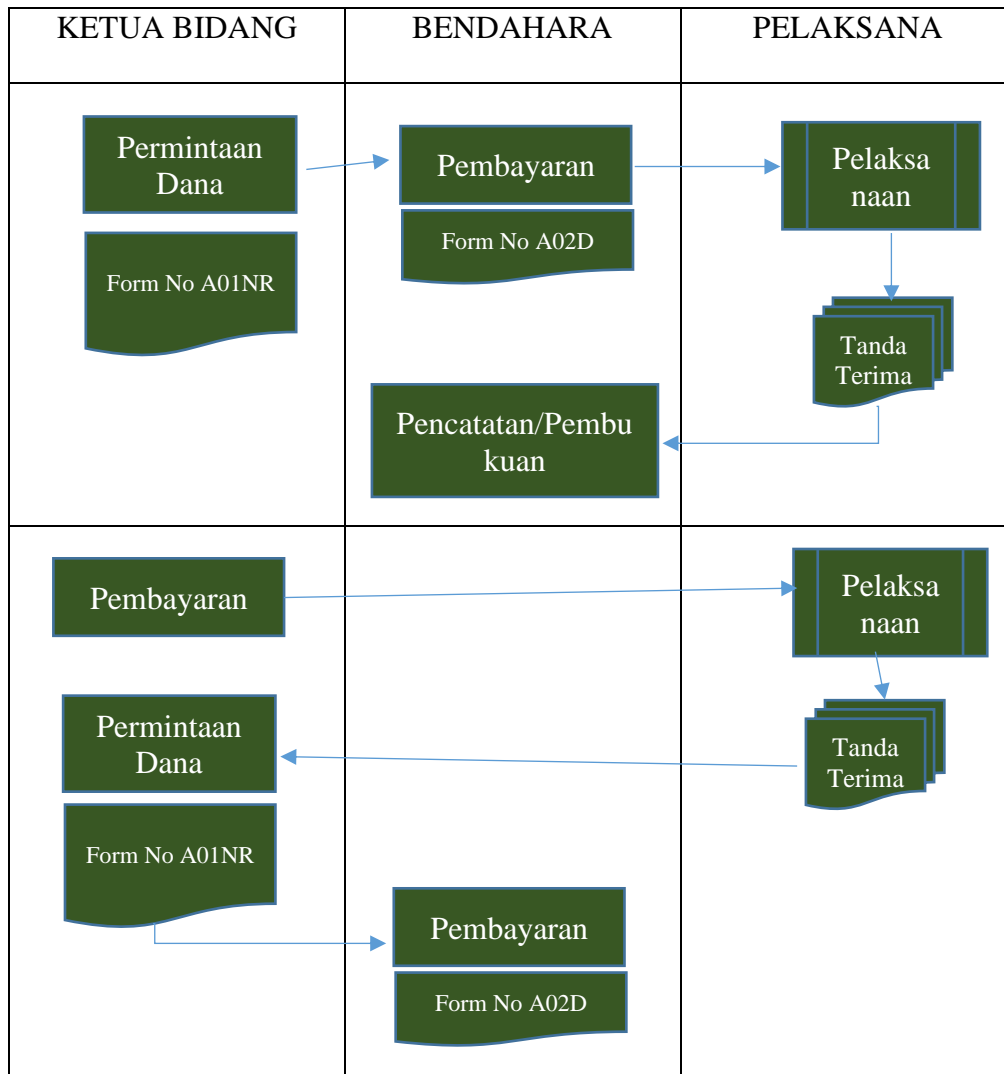 KETUA BIDANG
BENDAHARA
PELAKSANA
Permintaan
Dana
Pembayaran
Pelaksa
naan
Form No A01NR
Form No A02D
Tanda
Terima
Pencatatan/Pembu
kuan
Pembayaran
Pelaksa
naan
Permintaan
Dana
Tanda
Terima
Form No A01NR
Pembayaran
Form No A02D